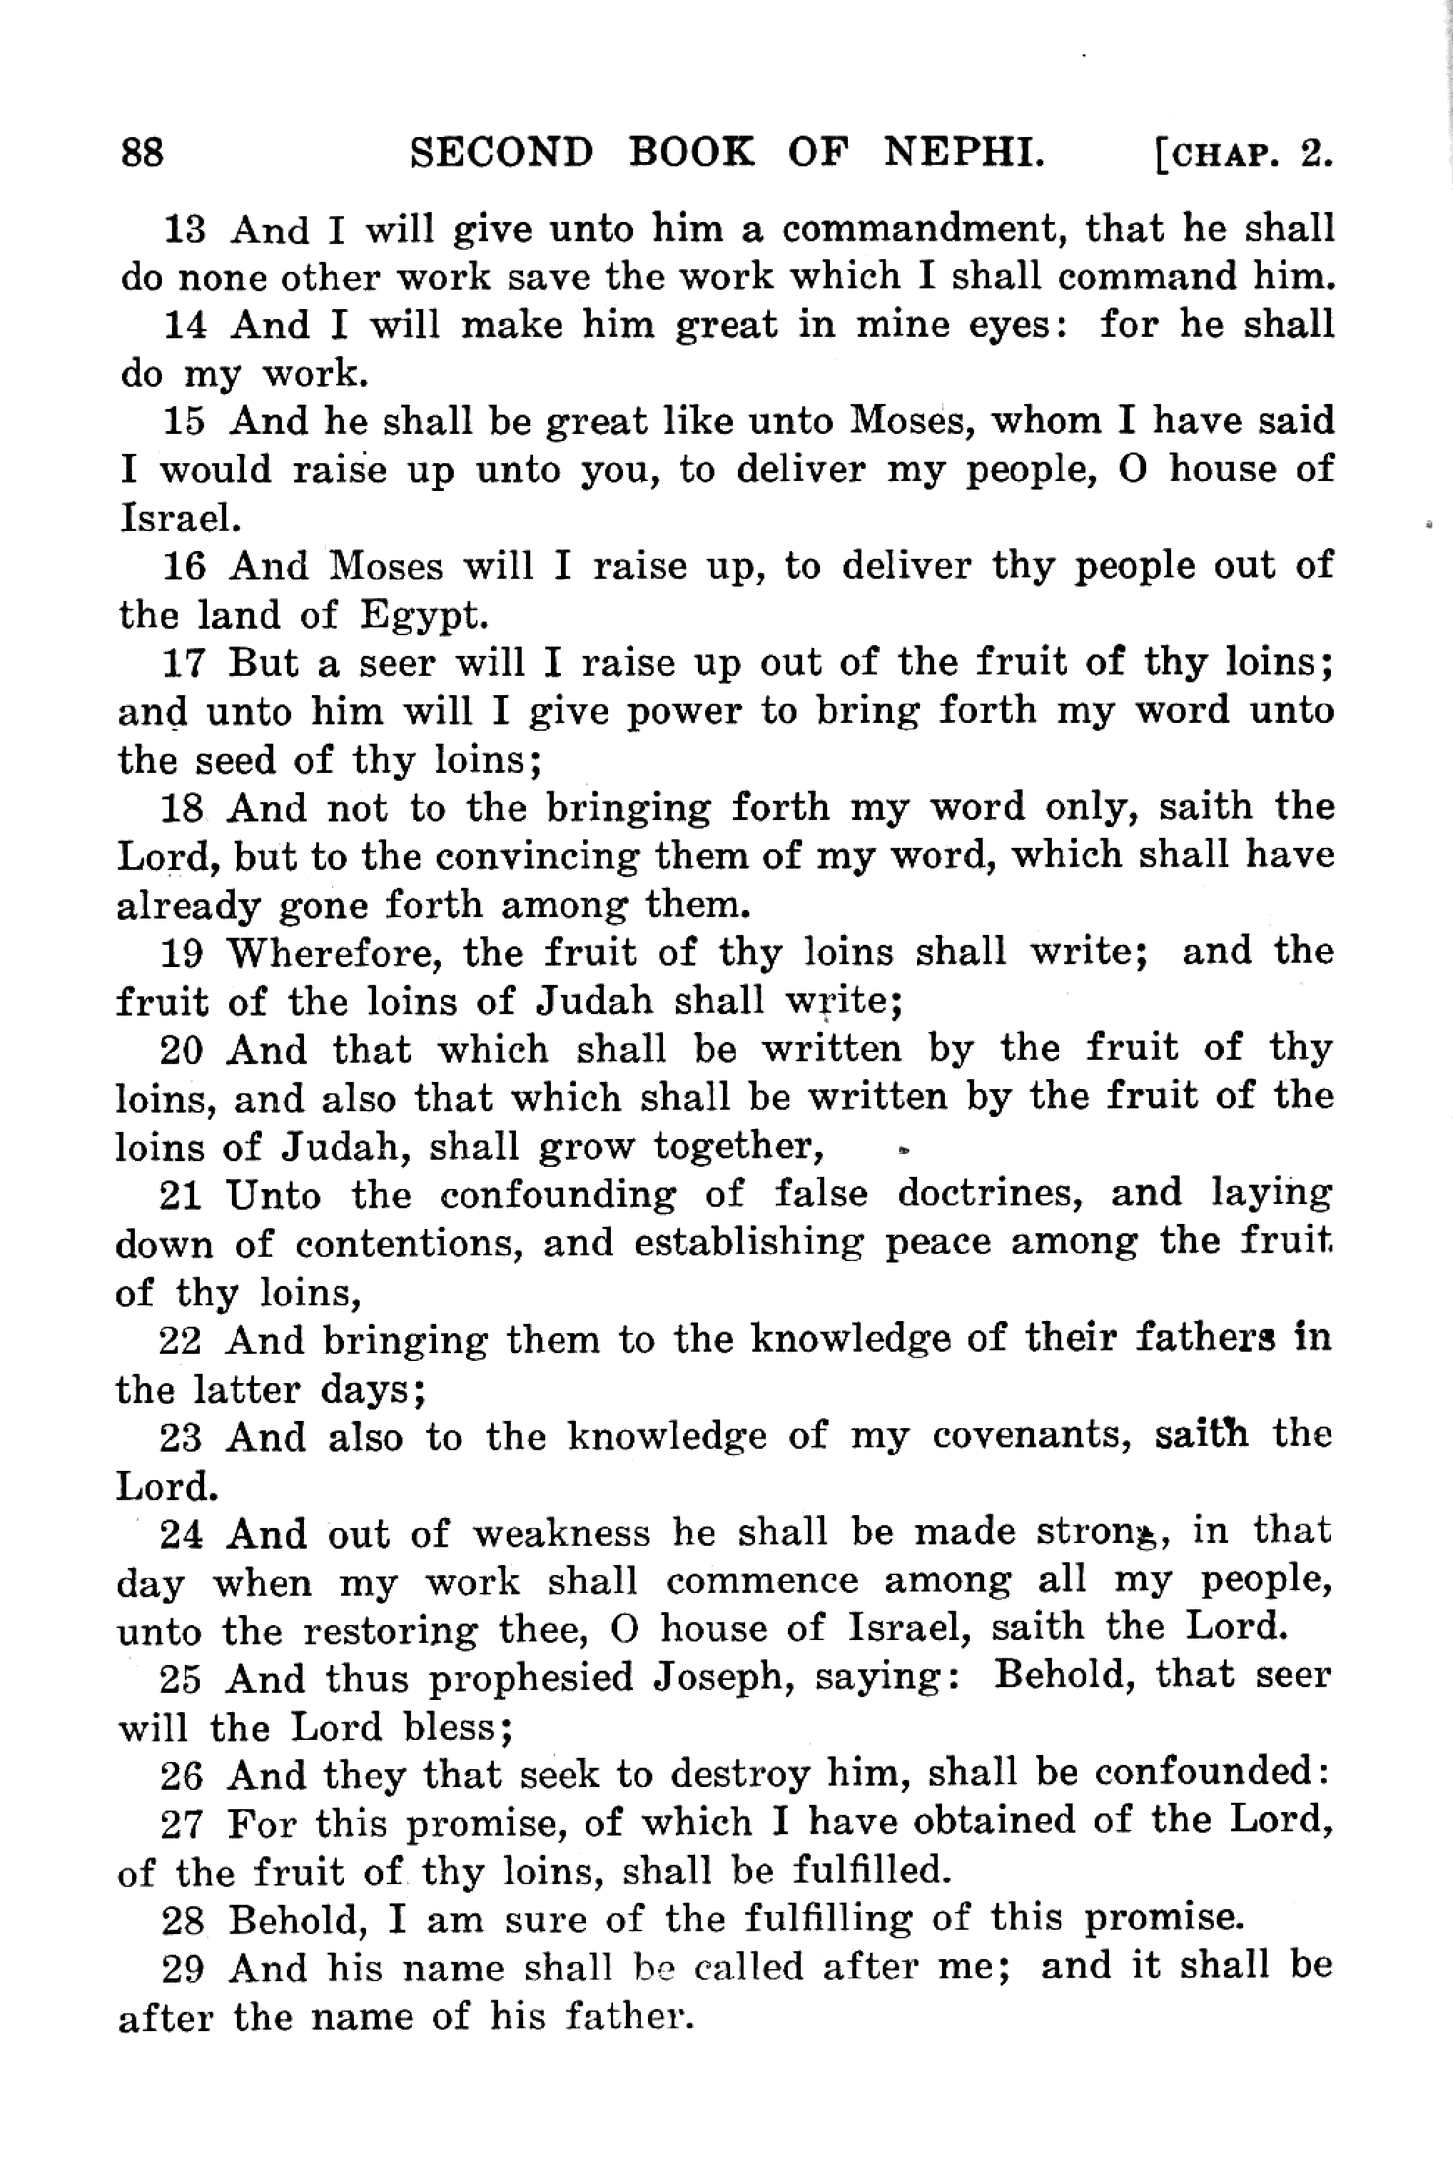 88 SECOND BOOK OF NEPHI. [CHAP. 2.
13 And I will give unto him a commandment, that he shall
do none other work save the work which I shall command him.
14 And I will make him great in mine eyes: for he shall
do my work.
15 And he shall be great like unto Moses, whom I have said
I would raise up unto you, to deliver my people, O house of
Israel.
16 And Moses will I raise up, to deliver thy people out of
the land of Egypt.
17 But a seer will I raise up out of the fruit of thy loins;
and unto him will I give power to bring forth my word unto
the seed of thy loins;
18 And not to the bringing forth my word only, saith the
Lord, but to the convincing them of my word, which shall have
already gone forth among them.
19 Wherefore, the fruit of thy loins shall write; and the
fruit of the loins of Judah shall write;
20 And that which shall be written by the fruit of thy
loins, and also that which shall be written by the fruit of the
loins of Judah, shall grow together,
21 Unto the confounding of false doctrines, and laying
down of contentions, and establishing peace among the fruit
of thy loins,
22 And bringing them to the knowledge of their fathers in
the latter days;
23 And also to the knowledge of my covenants, saith the
Lord.
24 And out of weakness he shall be made strong, in that
day when my work shall commence among all my people,
unto the restoring thee, O house of Israel, saith the Lord.
25 And thus prophesied Joseph, saying: Behold, that seer
will the Lord bless;
26 And they that seek to destroy him, shall be confounded:
27 For this promise, of which I have obtained of the Lord,
of the fruit of thy loins, shall be fulfilled.
28 Behold, I am sure of the fulfilling of this promise.
29 And his name shall be called after me; and it shall be
after the name of his father.